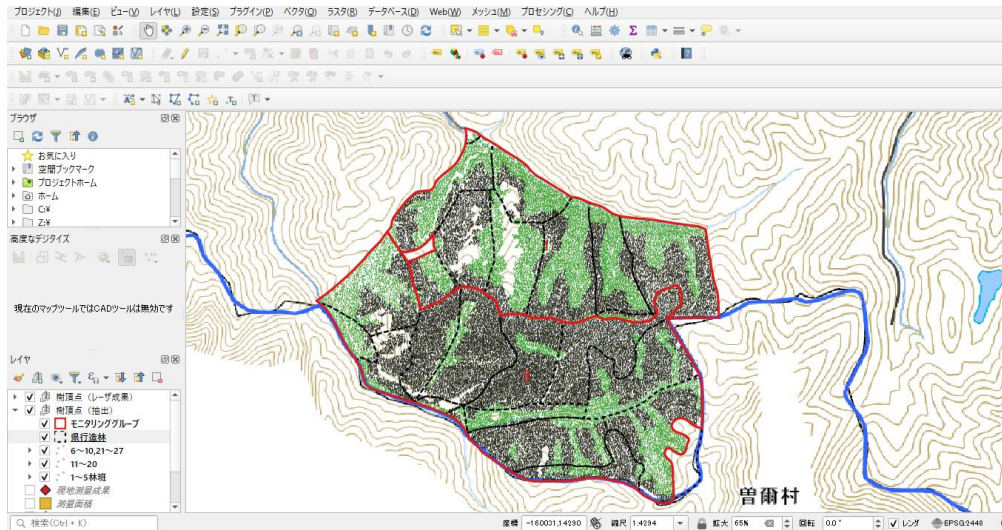 プロジェクト(J) 編集(E) ビュー(V) レイヤ(L) 設定(S) プラグイン(P) ベクタ(O) ラスタ(R) データベース(D) Web(W) メッシュ(M) プロセシング(C) ヘルプ(H)
ブラウザ
お気に入り
空間ブックマーク
プロジェクトホーム
ホーム
C:¥
Z:¥
高度なデジタイズ
現在のマップツールではCADツールは無効です
レイヤ
樹頂点（レーザ成果）
樹頂点（抽出）
モニタリンググループ
県行造林
6～10,21～27
11～20
1～5林班
現地測量成果
測量面積
曽爾村
検索(Ctrl + K)
座標 -160031,14290 縮尺 1:4294 拡大 65% 回転 0.0° レンダ EPSG:2448